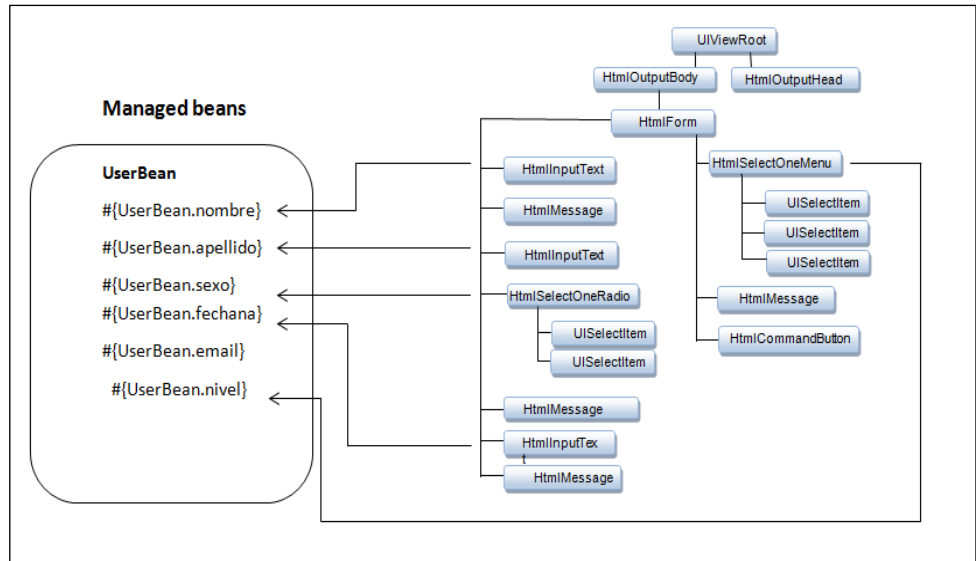 Managed beans
UserBean
#{UserBean.nombre}
#{UserBean.apellido}
#{UserBean.sexo}
#{UserBean.fechana}
#{UserBean.email}
#{UserBean.nivel}
UIViewRoot
HtmlOutputBody
HtmlOutputHead
HtmlForm
HtmlInputText
HtmlMessage
HtmlInputText
HtmlSelectOneRadio
UISelectItem
UISelectItem
HtmlMessage
HtmlInputTex
t
HtmlMessage
HtmlSelectOneMenu
UISelectItem
UISelectItem
UISelectItem
HtmlMessage
HtmlCommandButton